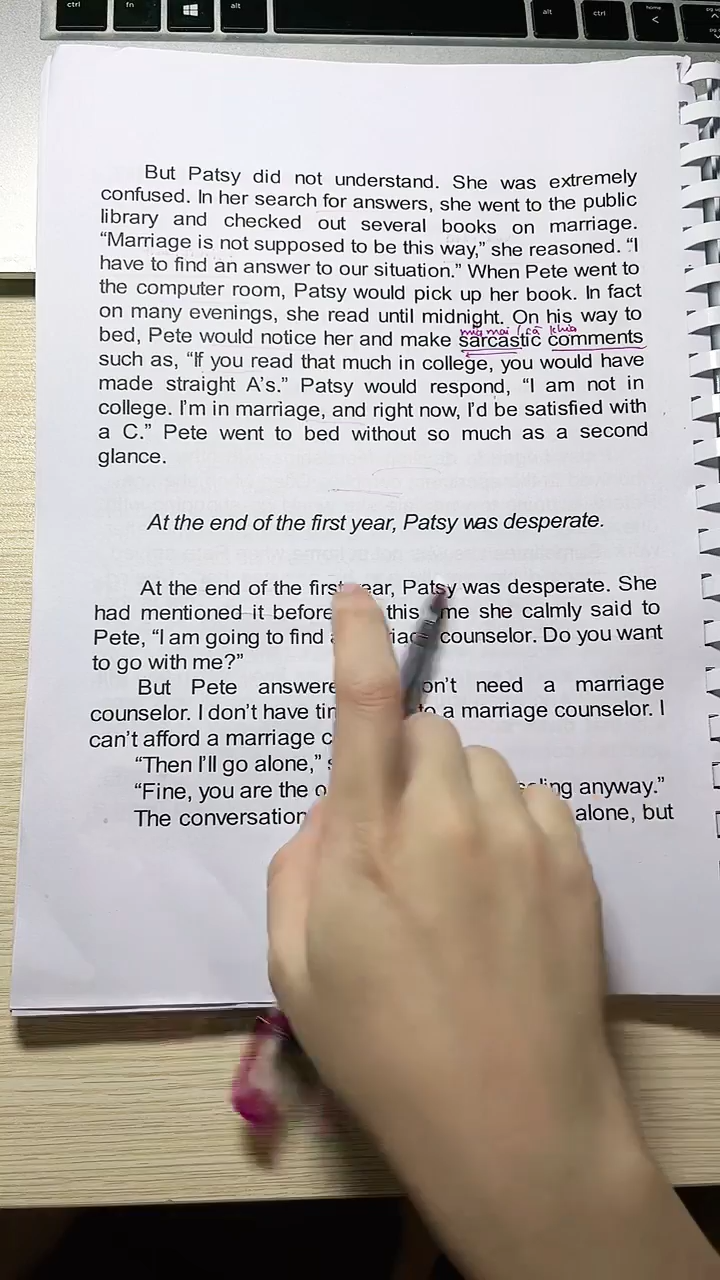 ctrl fn alt alt ctrl home
But Patsy did not understand. She was extremely
confused. In her search for answers, she went to the public
library and checked out several books on marriage.
“Marriage is not supposed to be this way,” she reasoned. “I
have to find an answer to our situation.” When Pete went to
the computer room, Patsy would pick up her book. In fact
on many evenings, she read until midnight. On his way to
mỉa mai / cà khịa
bed, Pete would notice her and make sarcastic comments
such as, “If you read that much in college, you would have
made straight A’s.” Patsy would respond, “I am not in
college. I’m in marriage, and right now, I’d be satisfied with
a C.” Pete went to bed without so much as a second
glance.
At the end of the first year, Patsy was desperate.
At the end of the first year, Patsy was desperate. She
had mentioned it before this she calmly said to
Pete, “I am going to find counselor. Do you want
to go with me?”
But Pete need a marriage
counselor. I don’t have to a marriage counselor. I
can’t afford a marriage
“Then I’ll go alone,”
“Fine, you are the anyway.”
The alone, but